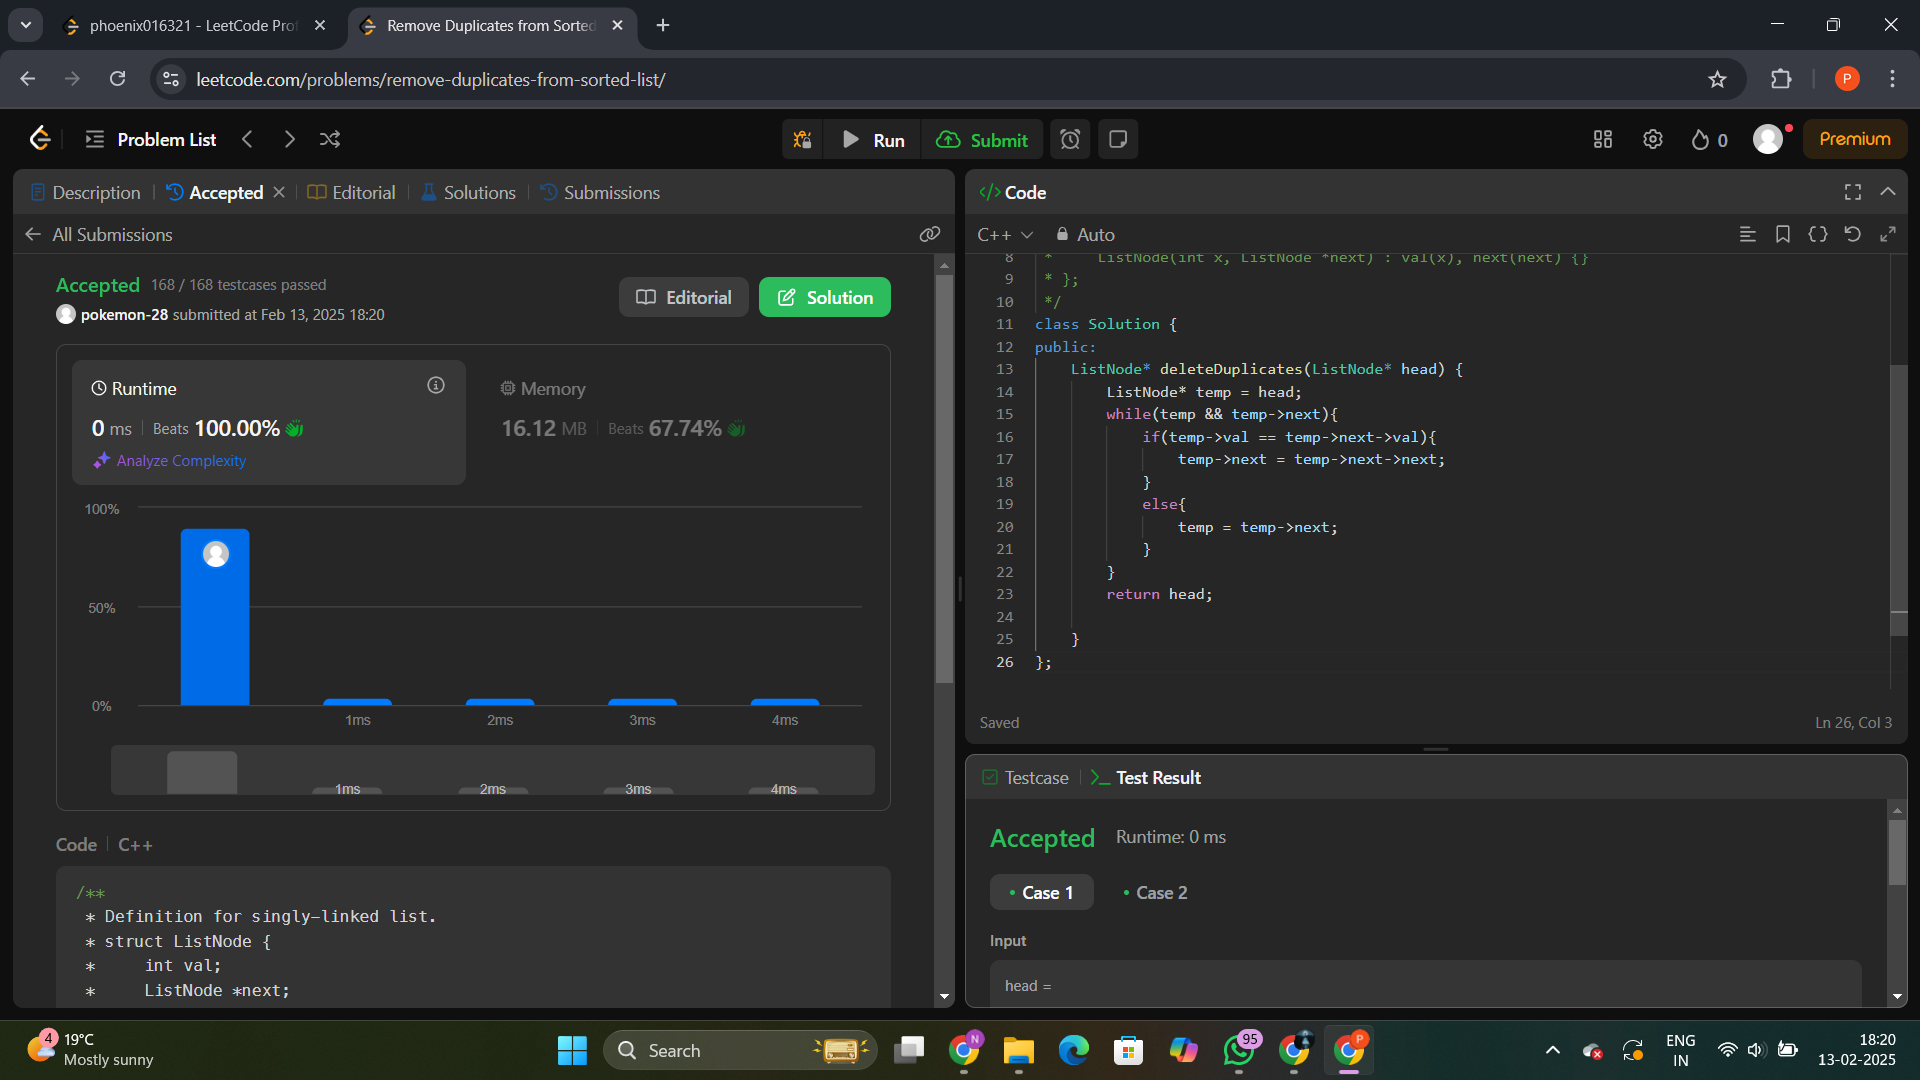 phoenix016321 - LeetCode Pro
Remove Duplicates from Sorted
leetcode.com/problems/remove-duplicates-from-sorted-list/
P
Problem List
Run
Submit
0
Premium
Description
Accepted
Editorial
Solutions
Submissions
All Submissions
Accepted 168 / 168 testcases passed
pokemon-28 submitted at Feb 13, 2025 18:20
Editorial
Solution
Runtime
0 ms Beats 100.00%
Analyze Complexity
Memory
16.12 MB Beats 67.74%
100%
50%
0%
1ms 2ms 3ms 4ms
1ms 2ms 3ms 4ms
Code C++
/**
* Definition for singly-linked list.
* struct ListNode {
*     int val;
*     ListNode *next;
</> Code
C++ Auto
8 *     ListNode(int x, ListNode *next) : val(x), next(next) {}
9 * };
10 */
11 class Solution {
12 public:
13     ListNode* deleteDuplicates(ListNode* head) {
14         ListNode* temp = head;
15         while(temp && temp->next){
16             if(temp->val == temp->next->val){
17                 temp->next = temp->next->next;
18             }
19             else{
20                 temp = temp->next;
21             }
22         }
23         return head;
24
25     }
26 };
Saved
Ln 26, Col 3
Testcase
Test Result
Accepted Runtime: 0 ms
• Case 1
• Case 2
Input
head =
4
19°C
Mostly sunny
Search
N
95
P
ENG
IN
18:20
13-02-2025